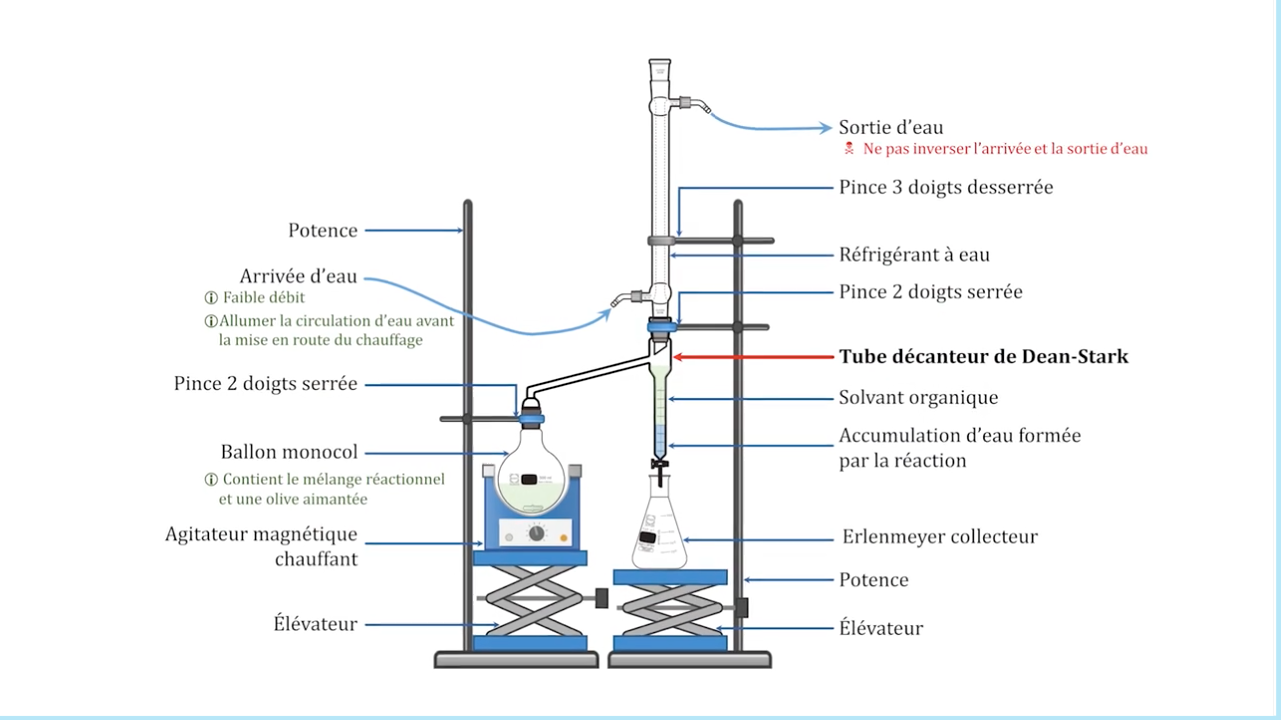 Sortie d’eau
Ne pas inverser l’arrivée et la sortie d’eau
Pince 3 doigts desserrée
Potence
Réfrigérant à eau
Arrivée d’eau
Faible débit
Allumer la circulation d’eau avant
la mise en route du chauffage
Pince 2 doigts serrée
Tube décanteur de Dean-Stark
Pince 2 doigts serrée
Solvant organique
Accumulation d’eau formée
par la réaction
Ballon monocol
Contient le mélange réactionnel
et une olive aimantée
Agitateur magnétique
chauffant
Erlenmeyer collecteur
Potence
Élévateur
Élévateur